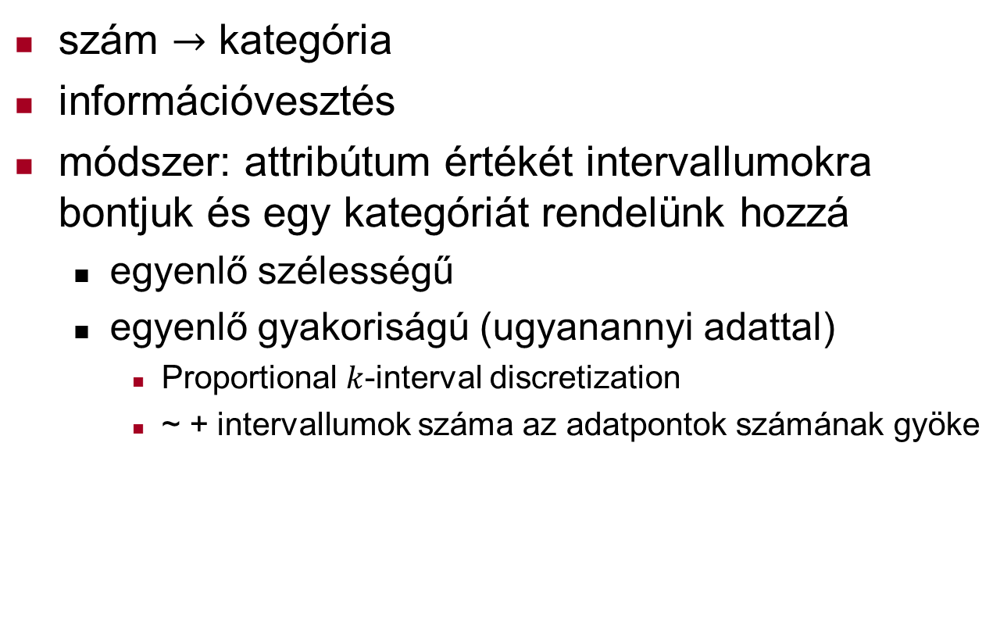 szám → kategória
információvesztés
módszer: attribútum értékét intervallumokra
bontjuk és egy kategóriát rendelünk hozzá
egyenlő szélességű
egyenlő gyakoriságú (ugyanannyi adattal)
Proportional 𝑘-interval discretization
~ + intervallumok száma az adatpontok számának gyöke